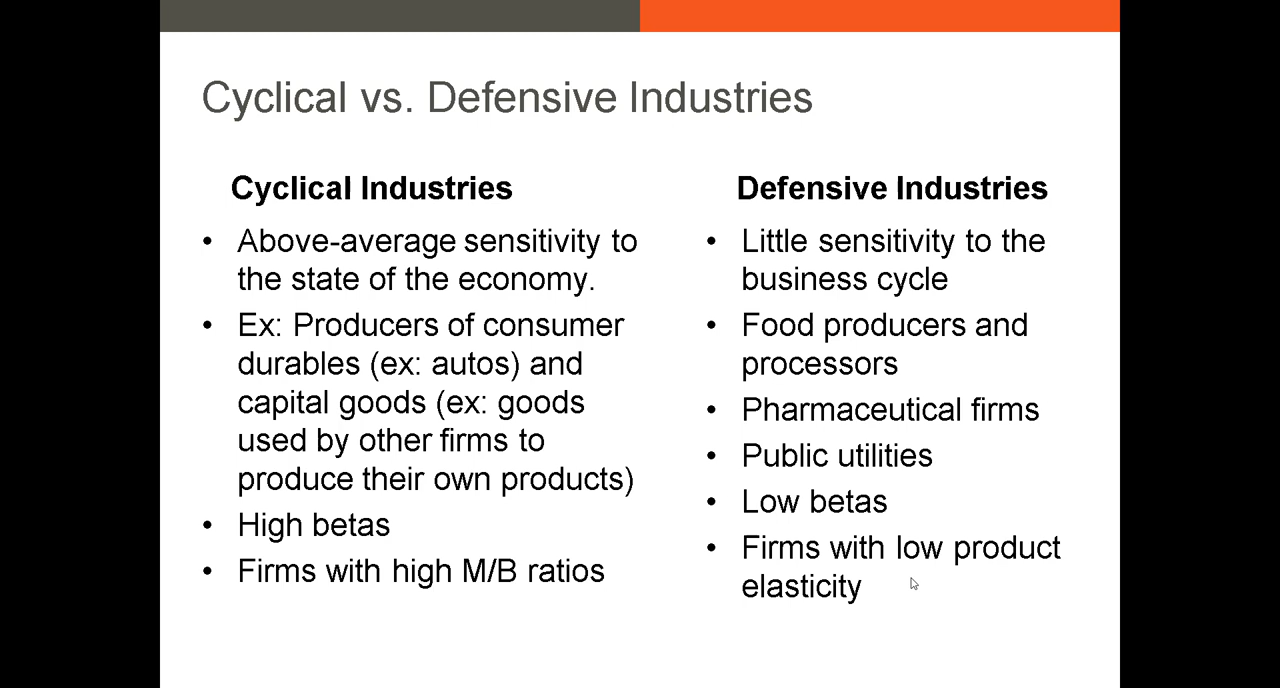 Cyclical vs. Defensive Industries
Cyclical Industries
• Above-average sensitivity to
the state of the economy.
• Ex: Producers of consumer
durables (ex: autos) and
capital goods (ex: goods
used by other firms to
produce their own products)
• High betas
• Firms with high M/B ratios
Defensive Industries
• Little sensitivity to the
business cycle
• Food producers and
processors
• Pharmaceutical firms
• Public utilities
• Low betas
• Firms with low product
elasticity